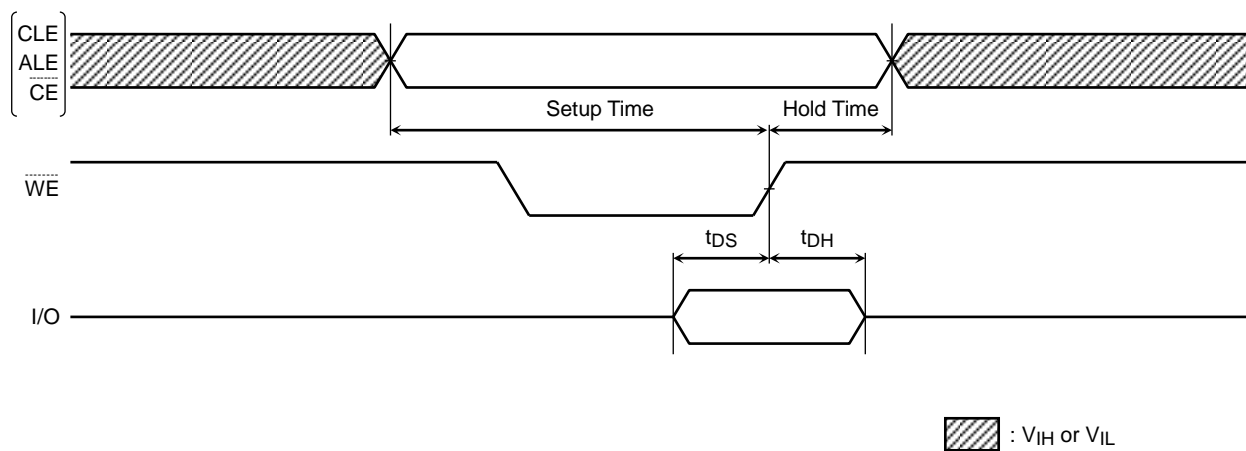 CLE
ALE
CE
Setup Time
Hold Time
WE
tDS
tDH
I/O
: VIH or VIL